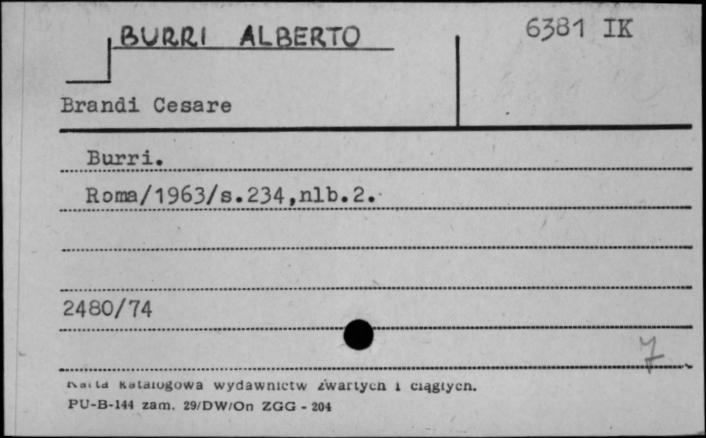 BURRI ALBERTO
6381 IK
Brandi Cesare
Burri.
Roma/1963/s.234,nlb.2.
2480/74
7
Karta katalogowa wydawnictw zwartych i ciągłych.
PU-B-144 zam. 29/DW/On ZGG - 204